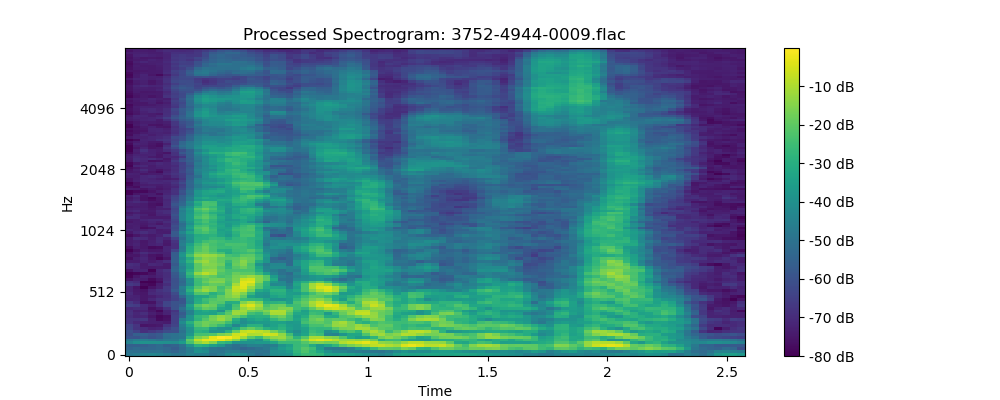 Processed Spectrogram: 3752-4944-0009.flac
Hz
4096
2048
1024
512
0
0
0.5
1
1.5
2
2.5
Time
-10 dB
-20 dB
-30 dB
-40 dB
-50 dB
-60 dB
-70 dB
-80 dB